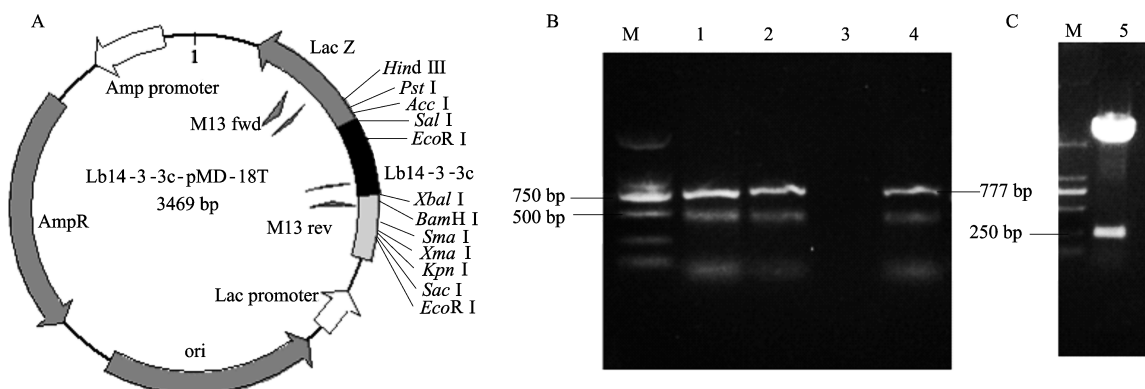 A
1
Lac Z
Amp promoter
Hind III
Pst I
Acc I
Sal I
EcoR I
M13 fwd
Lb14-3-3c-pMD-18T
3469 bp
Lb14-3-3c
AmpR
XbaI I
BamH I
M13 rev
Sma I
Xma I
Kpn I
Sac I
EcoR I
Lac promoter
ori
B
M 1 2 3 4
750 bp
500 bp
777 bp
C
M 5
250 bp